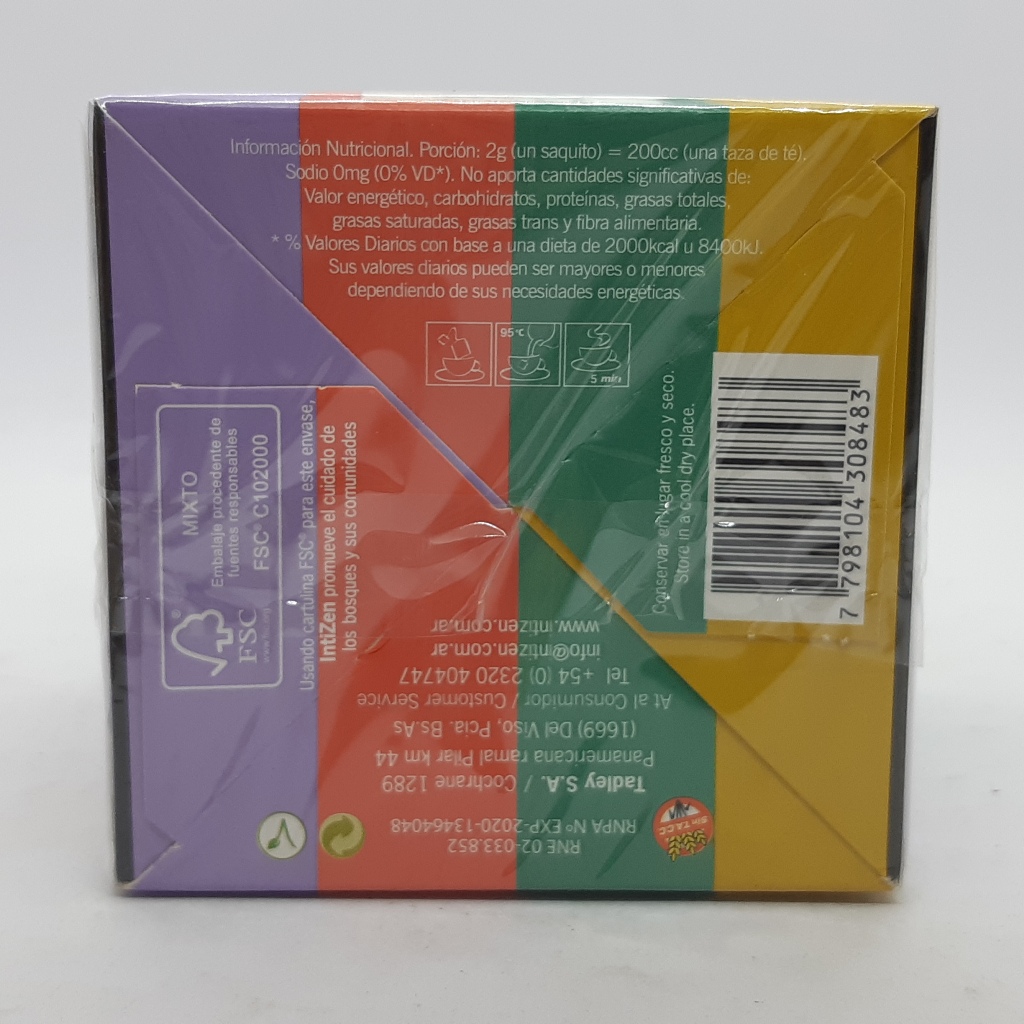 Información Nutricional. Porción: 2g (un saquito) = 200cc (una taza de té).
Sodio 0mg (0% VD*). No aporta cantidades significativas de:
Valor energético, carbohidratos, proteínas, grasas totales,
grasas saturadas, grasas trans y fibra alimentaria.
* % Valores Diarios con base a una dieta de 2000kcal u 8400kJ.
Sus valores diarios pueden ser mayores o menores
dependiendo de sus necesidades energéticas.
95°C
5 min
MIXTO
Embalaje procedente de
fuentes responsables
FSC® C102000
FSC
www.fsc.org
Usando cartulina FSC® para este envase,
IntiZen promueve el cuidado de
los bosques y sus comunidades
Conservar en lugar fresco y seco.
Store in a cool dry place.
7 798104 308483
RNE 02-033.852
RNPA Nº EXP-2020-13464048
Sin T.A.C.C.
Tadley S.A. / Cochrane 1289
Panamericana ramal Pilar km 44
(1669) Del Viso, Pcia. Bs.As
At al Consumidor / Customer Service
Tel +54 (0) 2320 404747
info@intizen.com.ar
www.intizen.com.ar